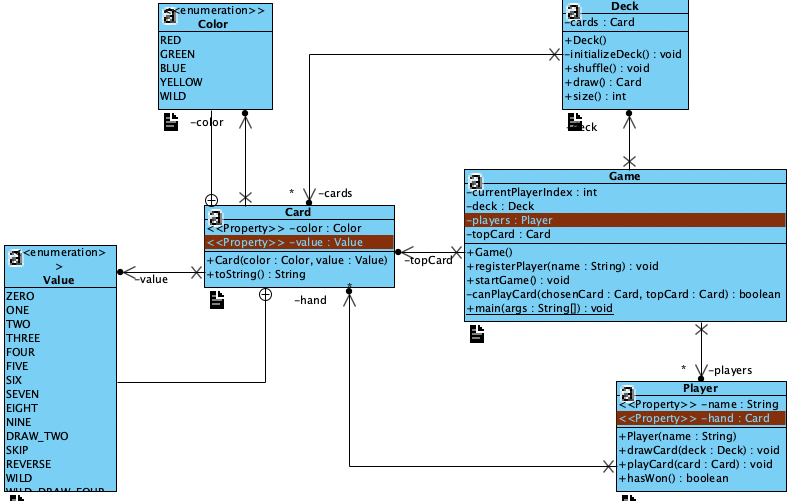 <<enumeration>>
Color
RED
GREEN
BLUE
YELLOW
WILD
-color
Deck
-cards : Card
+Deck()
-initializeDeck() : void
+shuffle() : void
+draw() : Card
+size() : int
-deck
* -cards
Game
-currentPlayerIndex : int
-deck : Deck
-players : Player
-topCard : Card
+Game()
+registerPlayer(name : String) : void
+startGame() : void
-canPlayCard(chosenCard : Card, topCard : Card) : boolean
+main(args : String[]) : void
Card
<<Property>> -color : Color
<<Property>> -value : Value
+Card(color : Color, value : Value)
+toString() : String
-topCard
-hand
*
-value
<<enumeration>
>
Value
ZERO
ONE
TWO
THREE
FOUR
FIVE
SIX
SEVEN
EIGHT
NINE
DRAW_TWO
SKIP
REVERSE
WILD
WILD_DRAW_FOUR
* -players
Player
<<Property>> -name : String
<<Property>> -hand : Card
+Player(name : String)
+drawCard(deck : Deck) : void
+playCard(card : Card) : void
+hasWon() : boolean